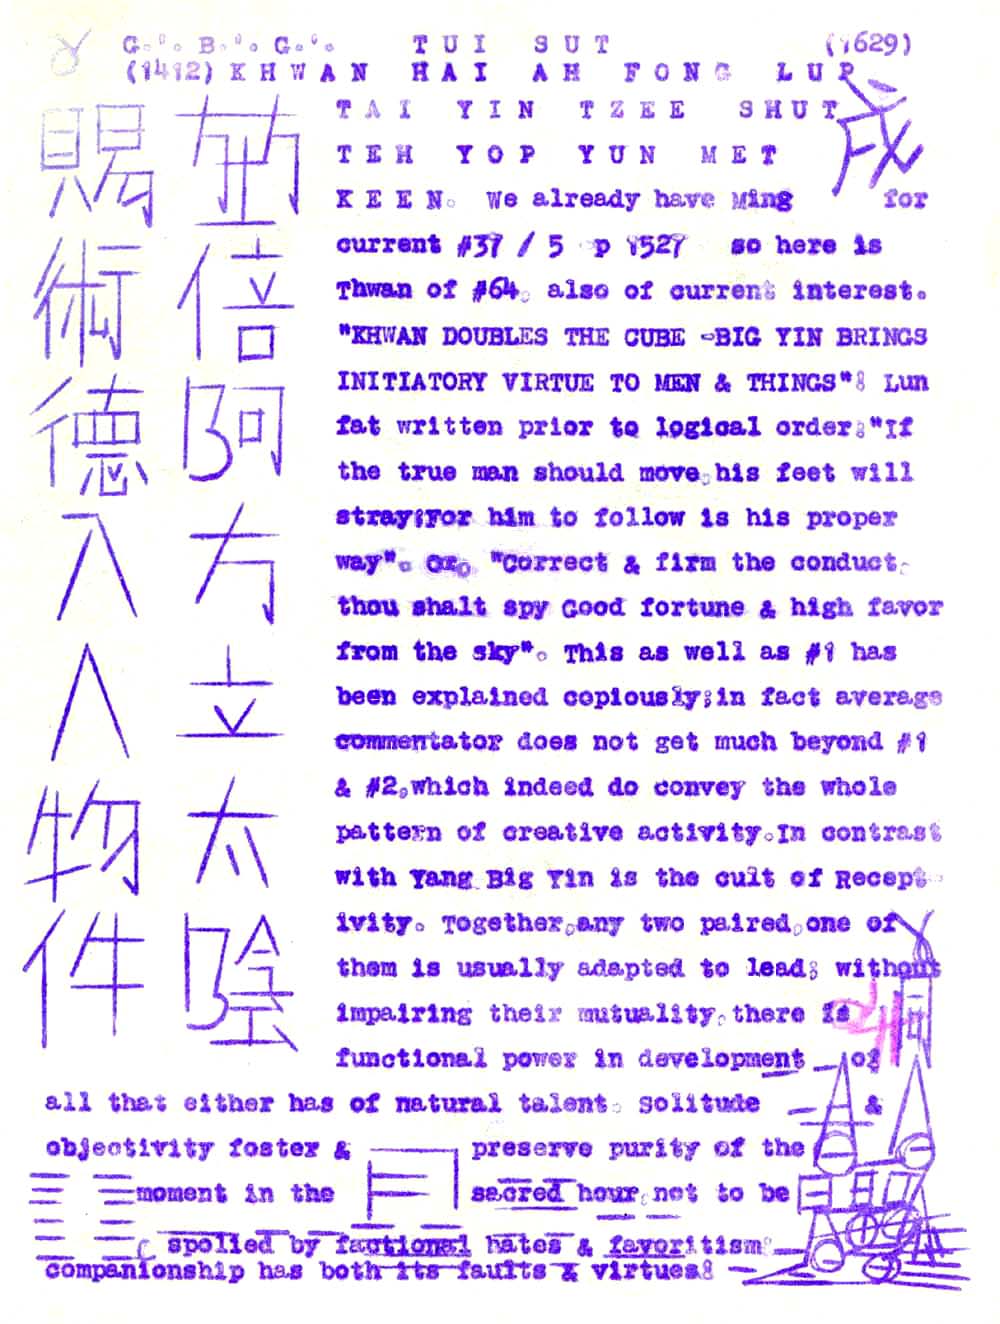 G∴ B∴ G∴ TUI SUT (1629)
(1412) KHWAN HAI AH FONG LUP
TAI YIN TZEE SHUT
TEH YOP YUN MET
KEEN. We already have Ming for
current #37 / 5 p 1527 so here is
Thwan of #64, also of current interest.
"KHWAN DOUBLES THE CUBE -BIG YIN BRINGS
INITIATORY VIRTUE TO MEN & THINGS": Lun
fat written prior to logical order:"If
the true man should move,his feet will
stray;For him to follow is his proper
way". Or, "Correct & firm the conduct,
thou shalt spy Good fortune & high favor
from the sky". This as well as #1 has
been explained copiously;in fact average
commentator does not get much beyond #1
& #2,which indeed do convey the whole
pattern of creative activity.In contrast
with Yang Big Yin is the cult of Recept-
ivity. Together,any two paired,one of
them is usually adapted to lead; without
impairing their mutuality,there is
functional power in development of
all that either has of natural talent. Solitude &
objectivity foster & preserve purity of the
moment in the sacred hour,not to be
spoiled by factional hates & favoritism;
companionship has both its faults & virtues:
倍
阿
方
立
太
陰
賜
術
德
入
人
物
件